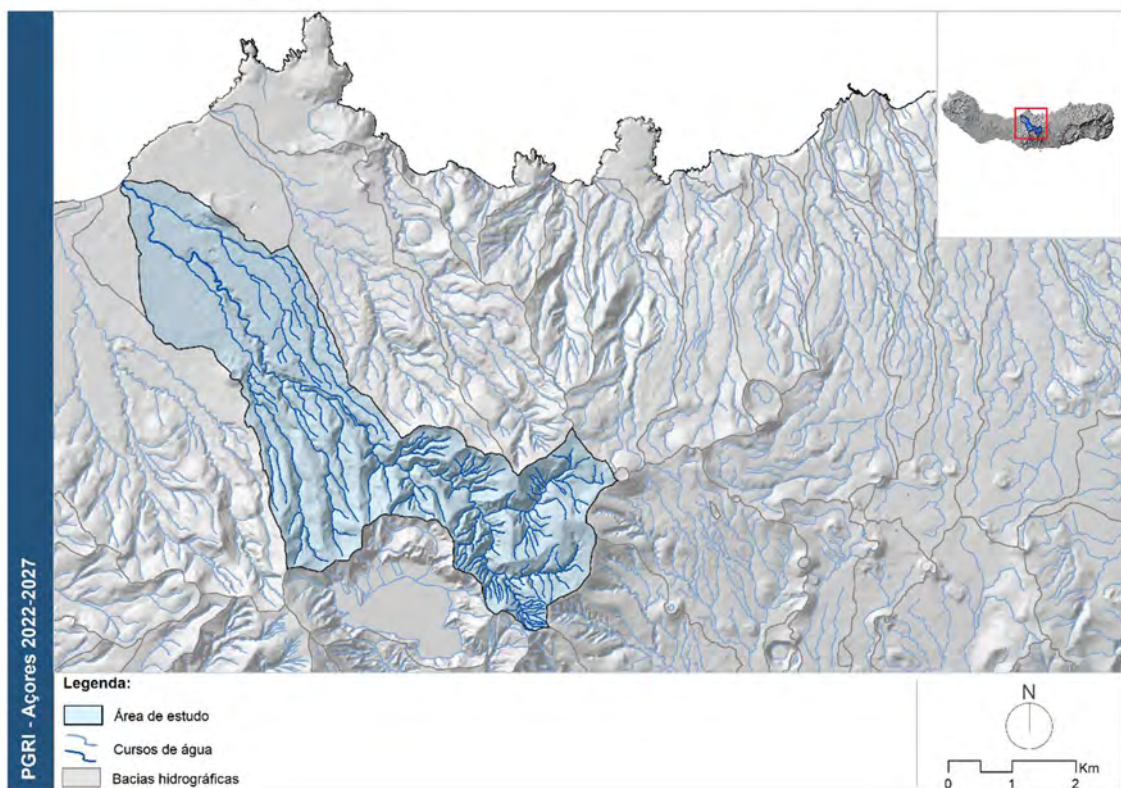 PGRI - Açores 2022-2027
Legenda:
Área de estudo
Cursos de água
Bacias hidrográficas
N
Km
0 1 2